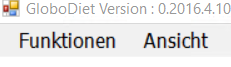 GloboDiet Version : 0.2016.4.10
Funktionen Ansicht